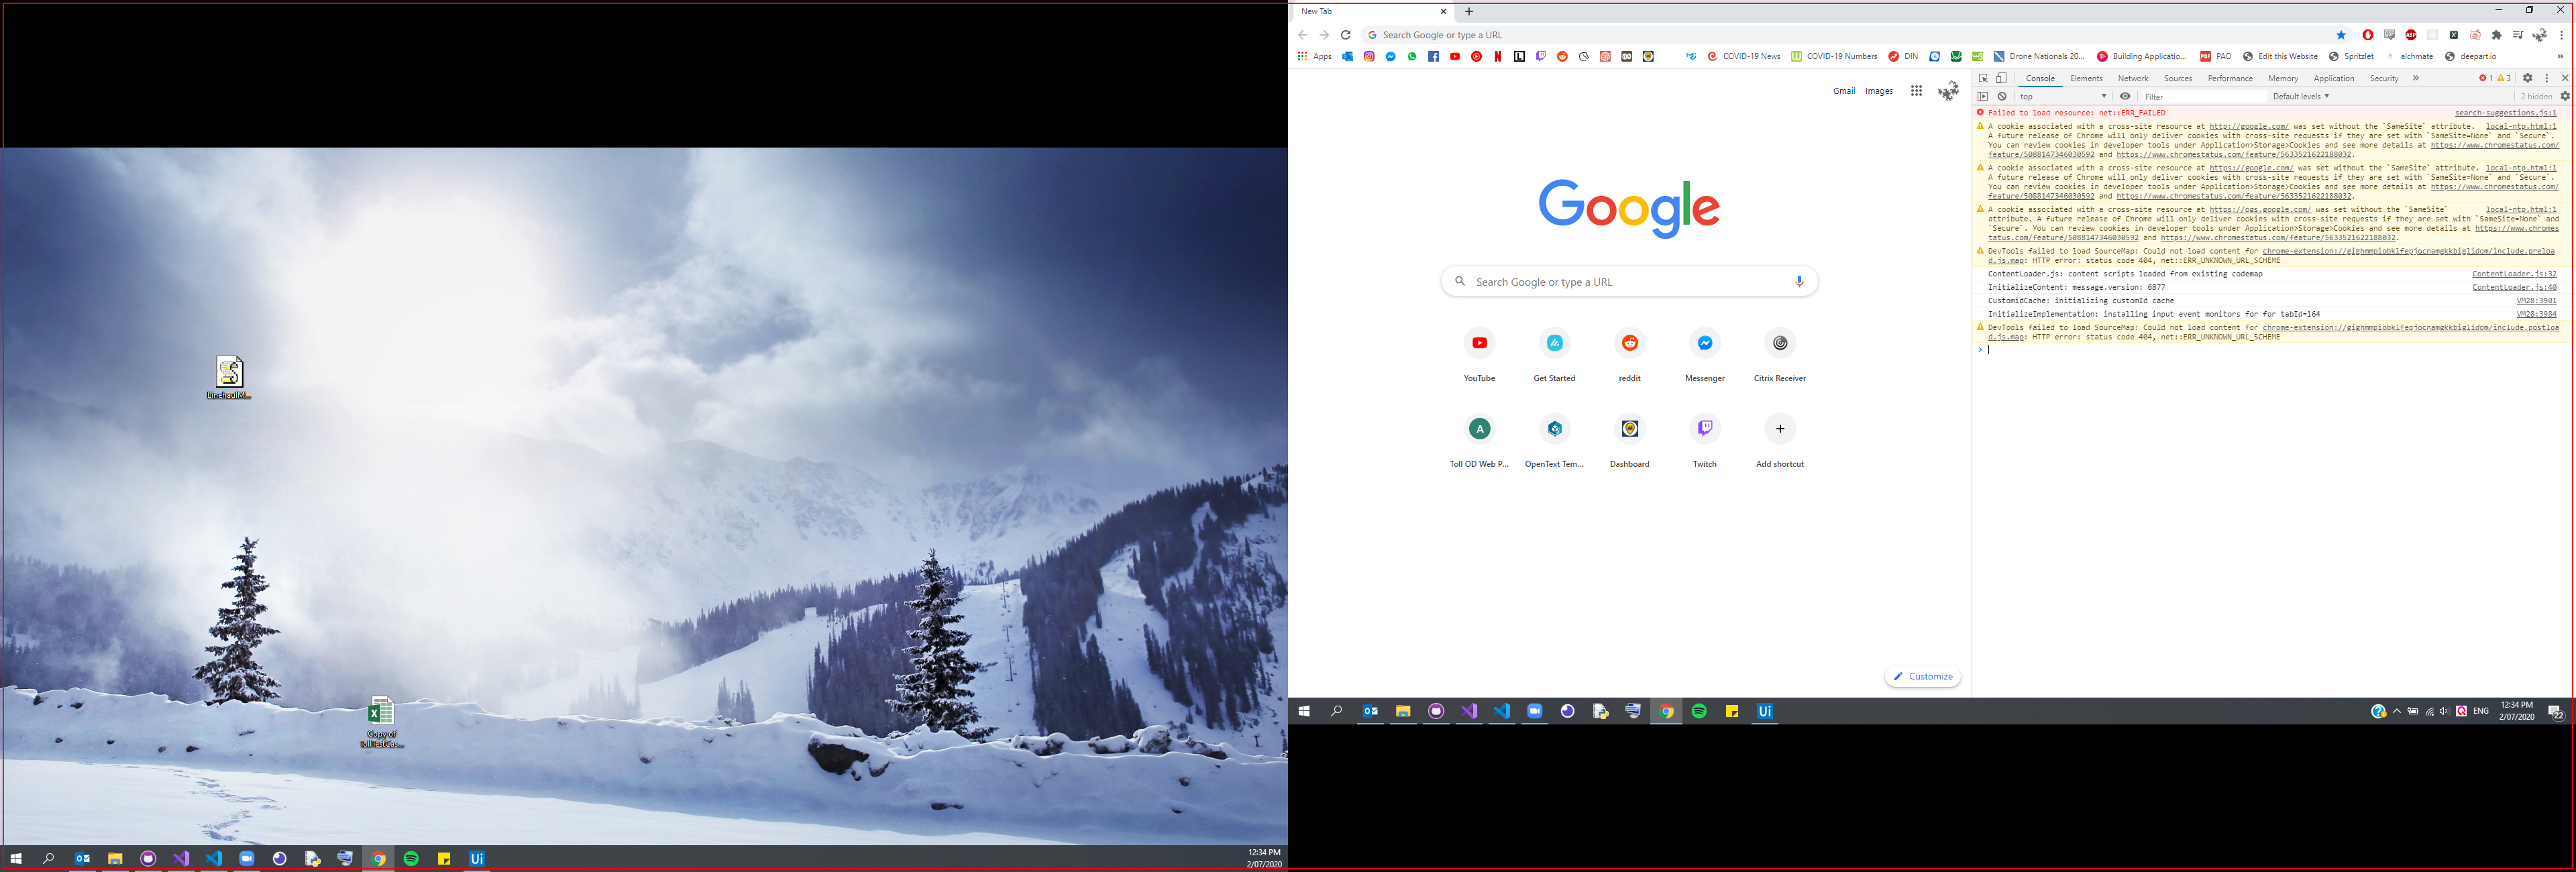 LinehaulM...
Copy of
TollTestCas...
12:34 PM
2/07/2020
New Tab
Search Google or type a URL
Apps
COVID-19 News
COVID-19 Numbers
DIN
Drone Nationals 20...
Building Applicatio...
PAO
Edit this Website
Spritzlet
alchmate
deepart.io
Gmail
Images
Google
Search Google or type a URL
YouTube
Get Started
reddit
Messenger
Citrix Receiver
A
Toll OD Web P...
OpenText Tem...
Dashboard
Twitch
Add shortcut
Customize
Console Elements Network Sources Performance Memory Application Security 1 3
top Filter Default levels 2 hidden
Failed to load resource: net::ERR_FAILED search-suggestions.js:1
A cookie associated with a cross-site resource at http://google.com/ was set without the `SameSite` attribute. local-ntp.html:1
A future release of Chrome will only deliver cookies with cross-site requests if they are set with `SameSite=None` and `Secure`.
You can review cookies in developer tools under Application>Storage>Cookies and see more details at https://www.chromestatus.com/
feature/5088147346030592 and https://www.chromestatus.com/feature/5633521622188032.
A cookie associated with a cross-site resource at https://google.com/ was set without the `SameSite` attribute. local-ntp.html:1
A future release of Chrome will only deliver cookies with cross-site requests if they are set with `SameSite=None` and `Secure`.
You can review cookies in developer tools under Application>Storage>Cookies and see more details at https://www.chromestatus.com/
feature/5088147346030592 and https://www.chromestatus.com/feature/5633521622188032.
A cookie associated with a cross-site resource at https://ogs.google.com/ was set without the `SameSite` local-ntp.html:1
attribute. A future release of Chrome will only deliver cookies with cross-site requests if they are set with `SameSite=None` and
`Secure`. You can review cookies in developer tools under Application>Storage>Cookies and see more details at https://www.chromes
tatus.com/feature/5088147346030592 and https://www.chromestatus.com/feature/5633521622188032.
DevTools failed to load SourceMap: Could not load content for chrome-extension://gighmmpiobklfepjocnamgkkbiglidom/include.preloa
d.js.map: HTTP error: status code 404, net::ERR_UNKNOWN_URL_SCHEME
ContentLoader.js: content scripts loaded from existing codemap ContentLoader.js:32
InitializeContent: message.version: 6877 ContentLoader.js:40
CustomidCache: initializing customId cache VM28:3901
InitializeImplementation: installing input event monitors for for tabId=164 VM28:3984
DevTools failed to load SourceMap: Could not load content for chrome-extension://gighmmpiobklfepjocnamgkkbiglidom/include.postloa
d.js.map: HTTP error: status code 404, net::ERR_UNKNOWN_URL_SCHEME
Ui
ENG
12:34 PM
2/07/2020
22